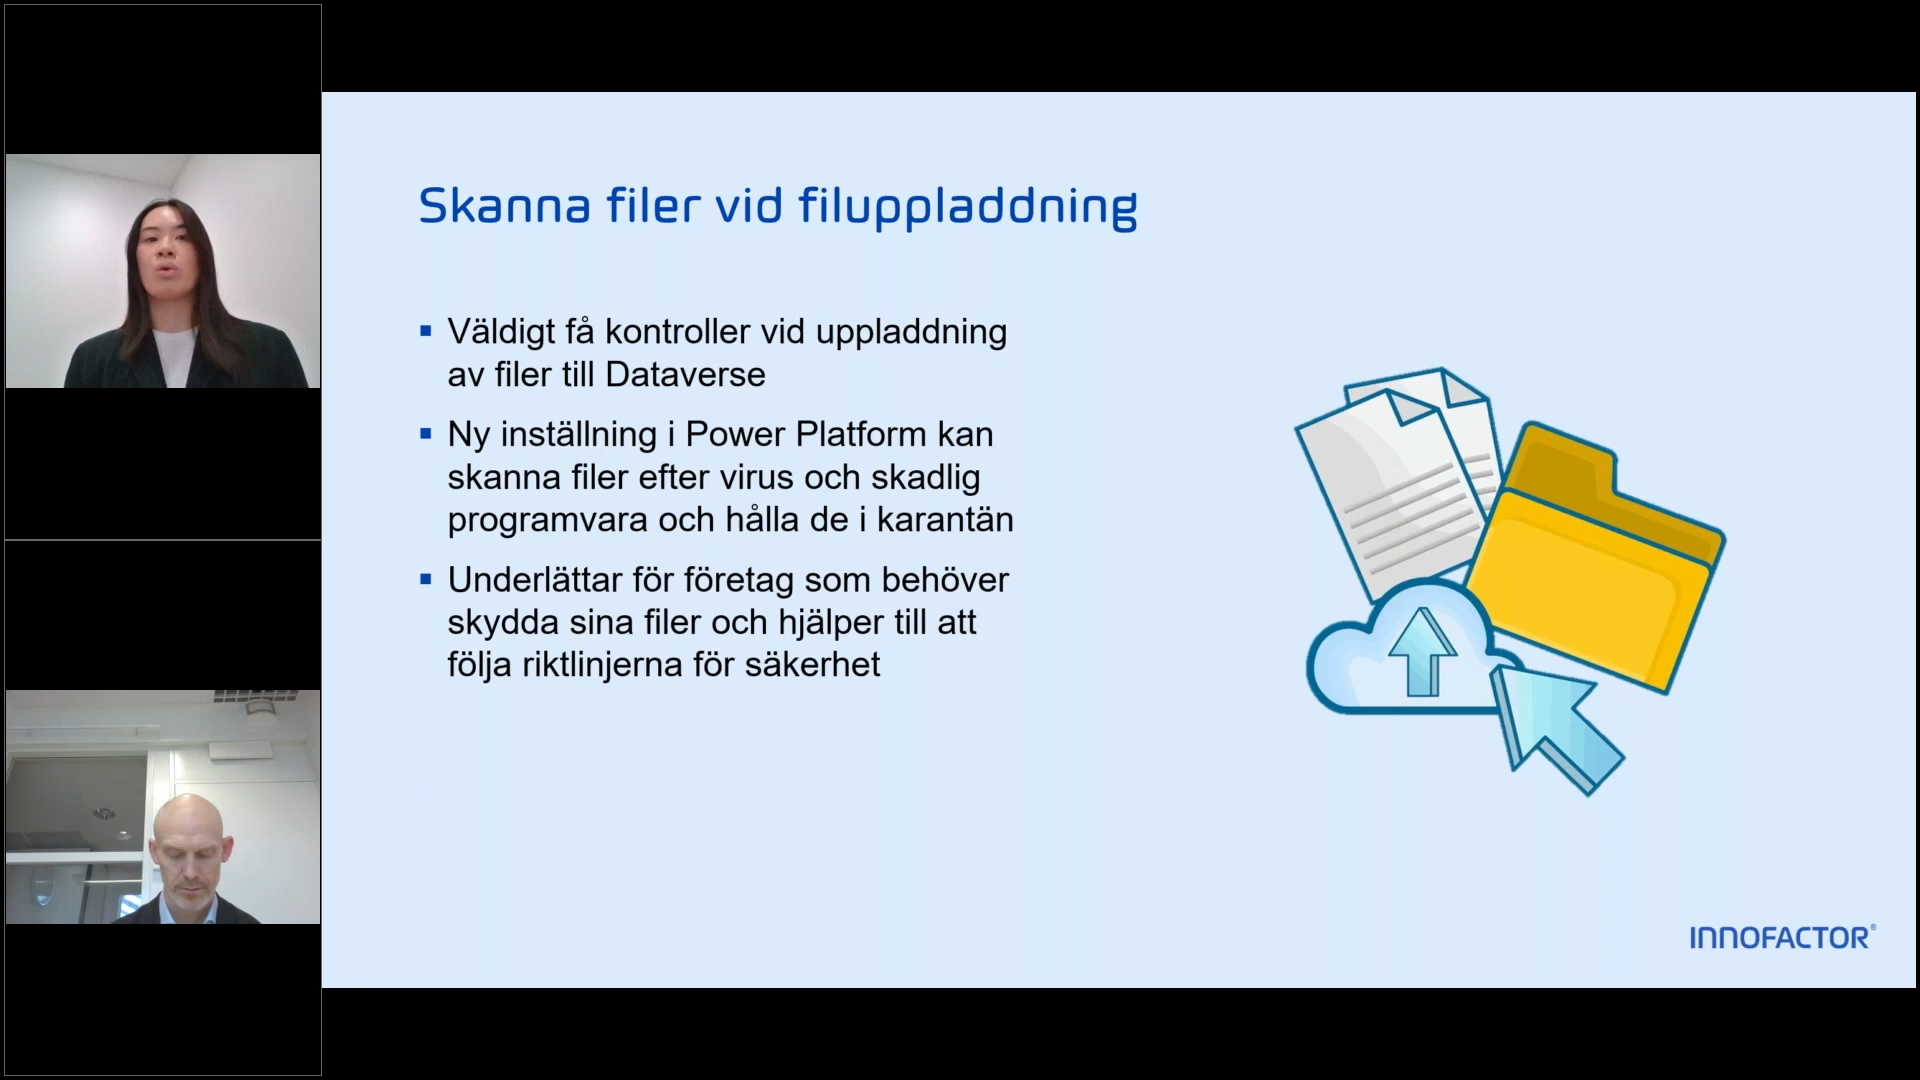 Skanna filer vid filuppladdning
▪ Väldigt få kontroller vid uppladdning
av filer till Dataverse
▪ Ny inställning i Power Platform kan
skanna filer efter virus och skadlig
programvara och hålla de i karantän
▪ Underlättar för företag som behöver
skydda sina filer och hjälper till att
följa riktlinjerna för säkerhet
INNOFACTOR®